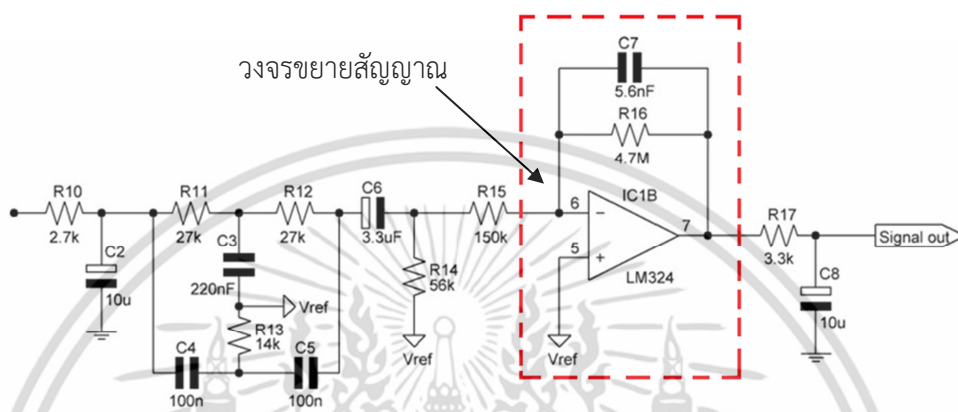 วงจรขยายสัญญาณ
C7
5.6nF
R16
4.7M
R10
2.7k
R11
27k
R12
27k
C6
3.3uF
R15
150k
6
5
7
IC1B
LM324
R17
3.3k
Signal out
C2
10u
C3
220nF
Vref
R13
14k
R14
56k
Vref
Vref
C8
10u
C4
100n
C5
100n